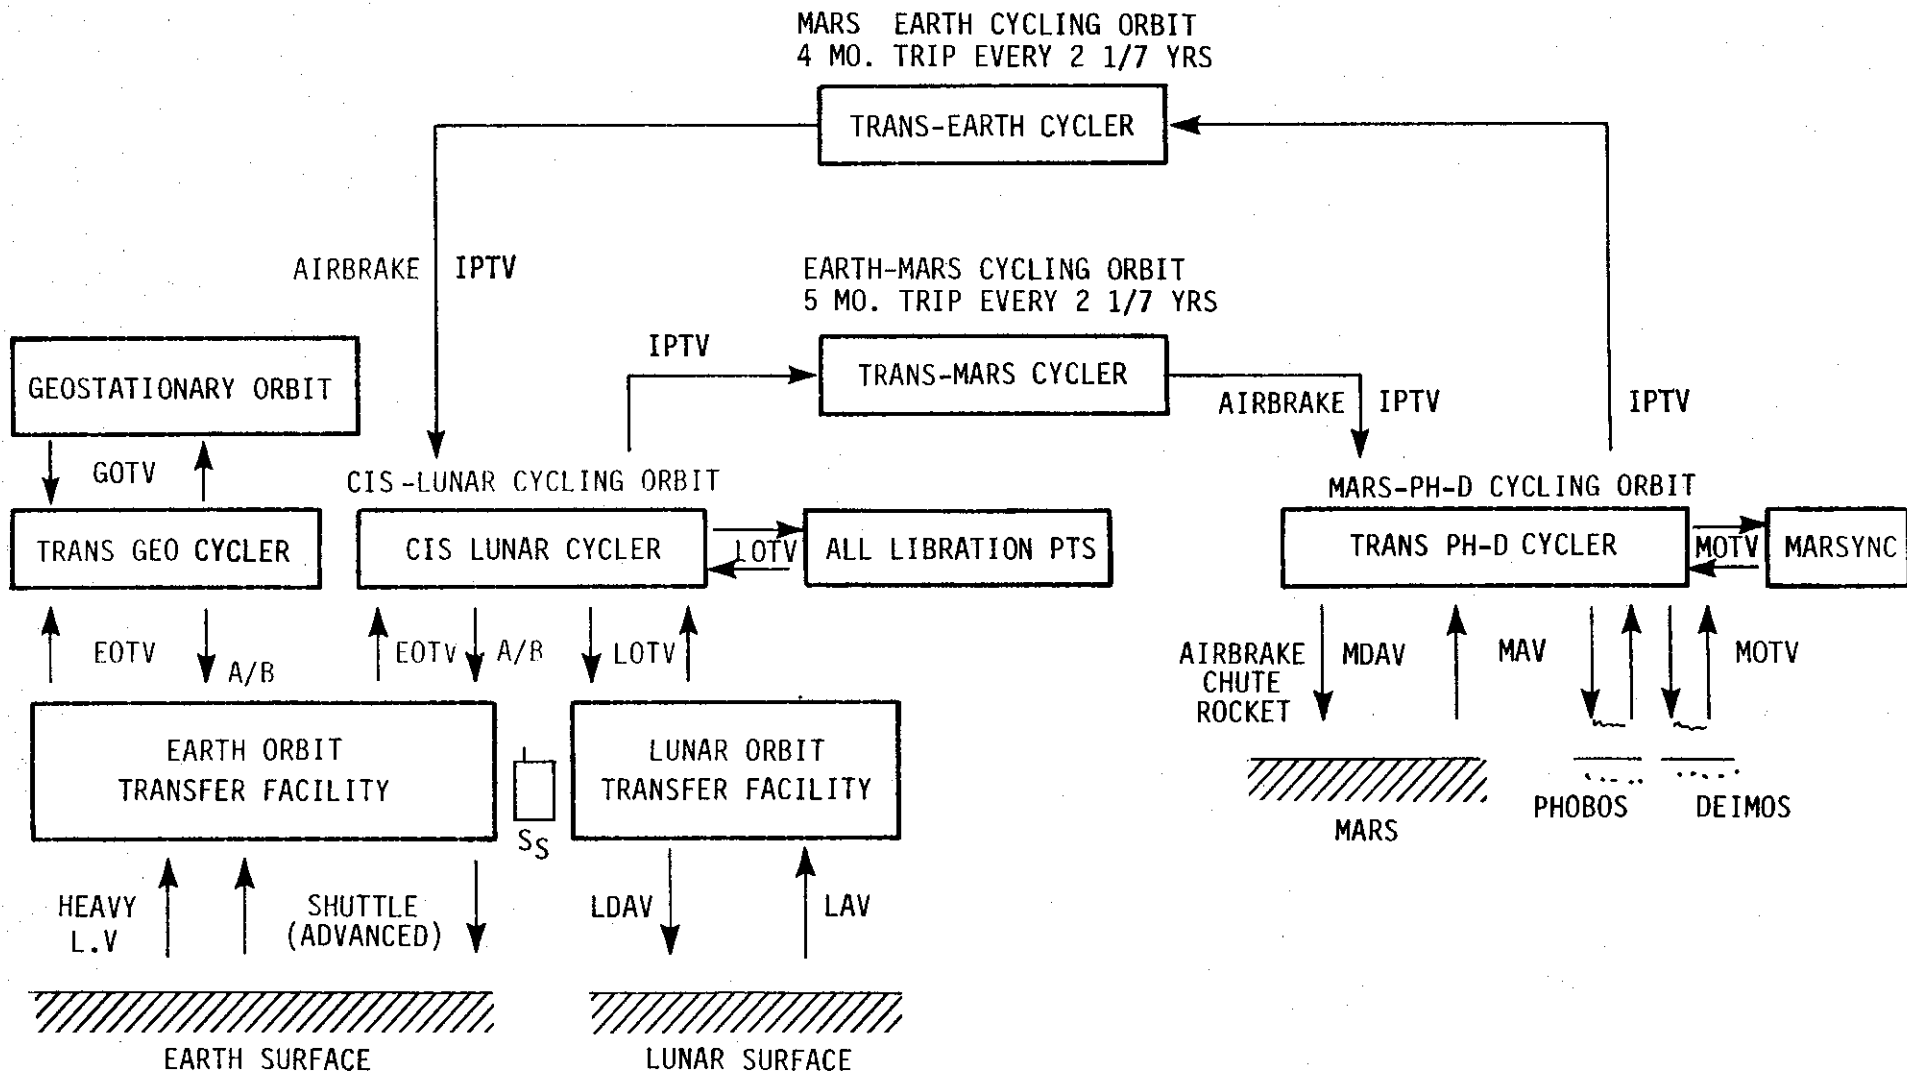 MARS EARTH CYCLING ORBIT
4 MO. TRIP EVERY 2 1/7 YRS
TRANS-EARTH CYCLER
AIRBRAKE IPTV
EARTH-MARS CYCLING ORBIT
5 MO. TRIP EVERY 2 1/7 YRS
IPTV
TRANS-MARS CYCLER
AIRBRAKE IPTV
IPTV
GEOSTATIONARY ORBIT
GOTV
CIS-LUNAR CYCLING ORBIT
MARS-PH-D CYCLING ORBIT
TRANS GEO CYCLER
CIS LUNAR CYCLER
LOTV
ALL LIBRATION PTS
TRANS PH-D CYCLER
MOTV
MARSYNC
EOTV
A/B
EOTV
A/B
LOTV
AIRBRAKE
CHUTE
ROCKET
MDAV
MAV
MOTV
EARTH ORBIT
TRANSFER FACILITY
SS
LUNAR ORBIT
TRANSFER FACILITY
MARS
PHOBOS
DEIMOS
HEAVY
L.V
SHUTTLE
(ADVANCED)
LDAV
LAV
EARTH SURFACE
LUNAR SURFACE